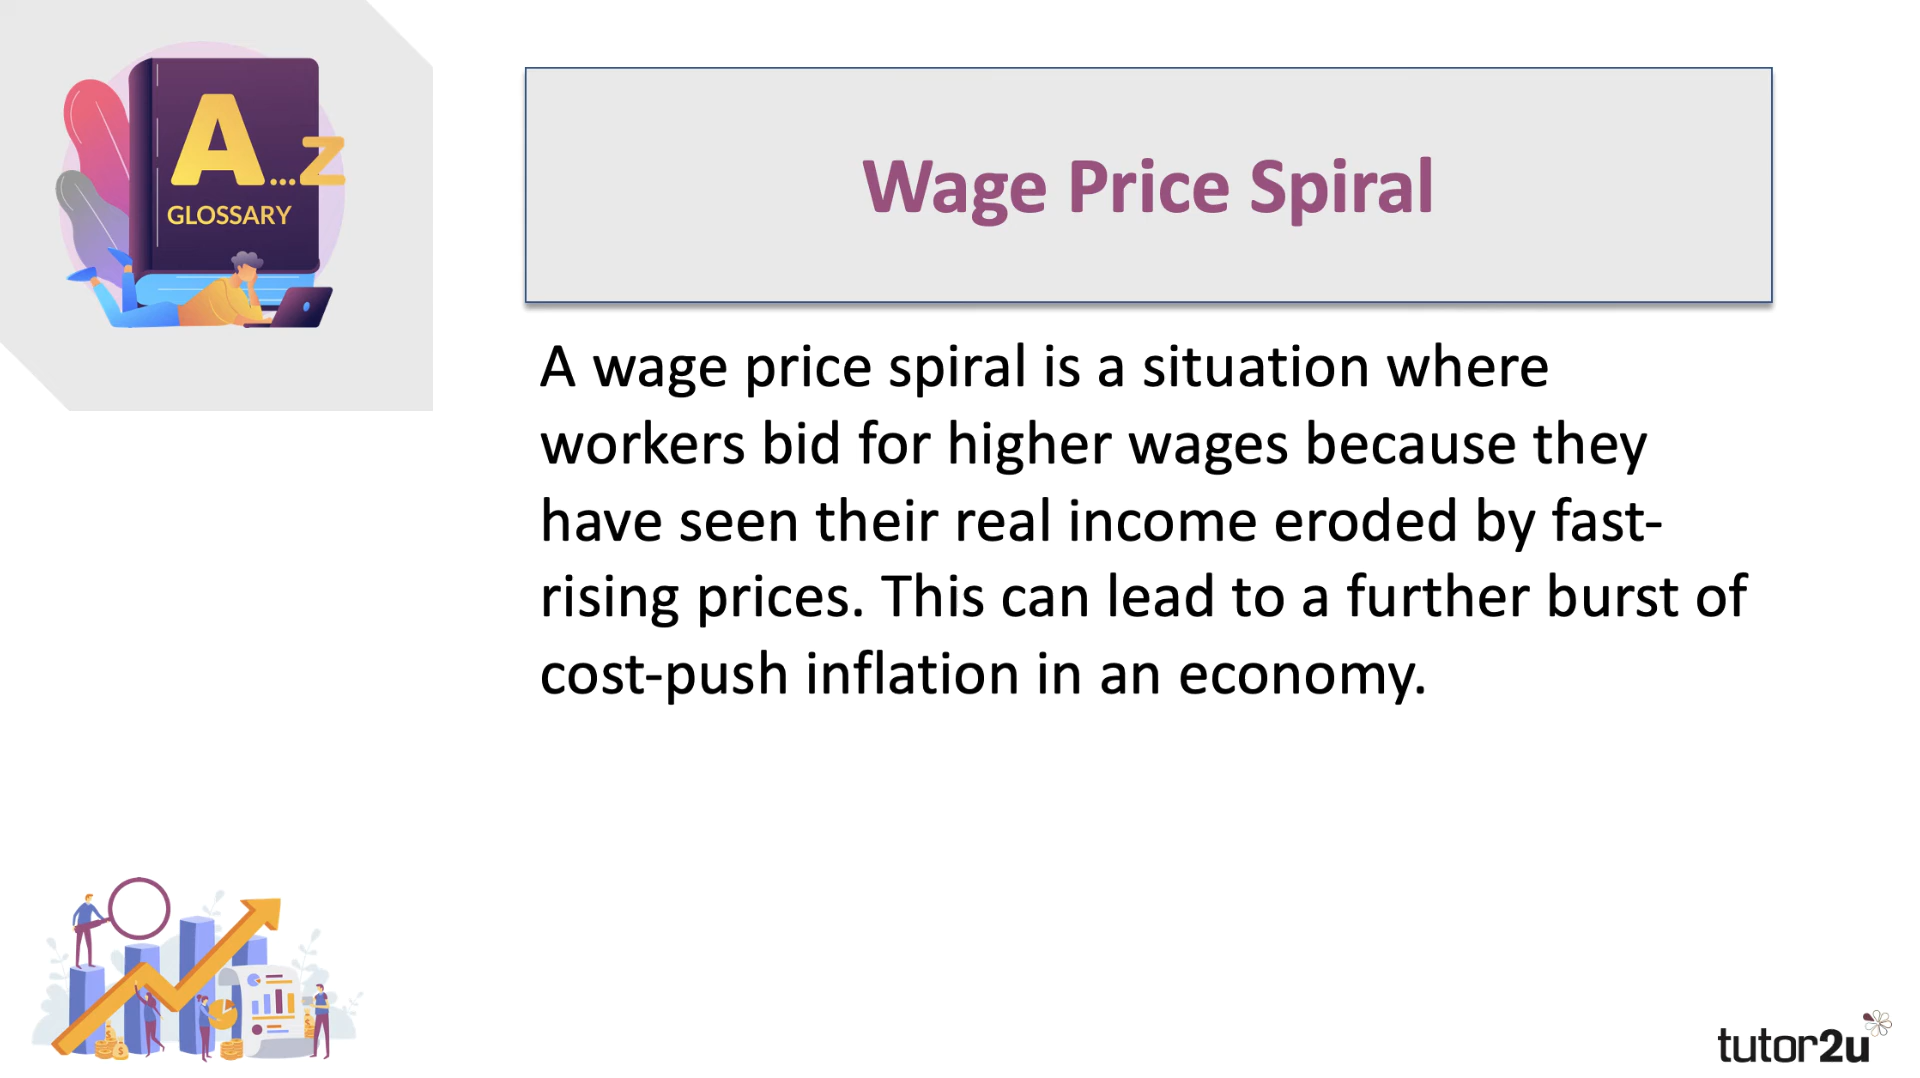 A...z
GLOSSARY
Wage Price Spiral
A wage price spiral is a situation where
workers bid for higher wages because they
have seen their real income eroded by fast-
rising prices. This can lead to a further burst of
cost-push inflation in an economy.
tutor2u